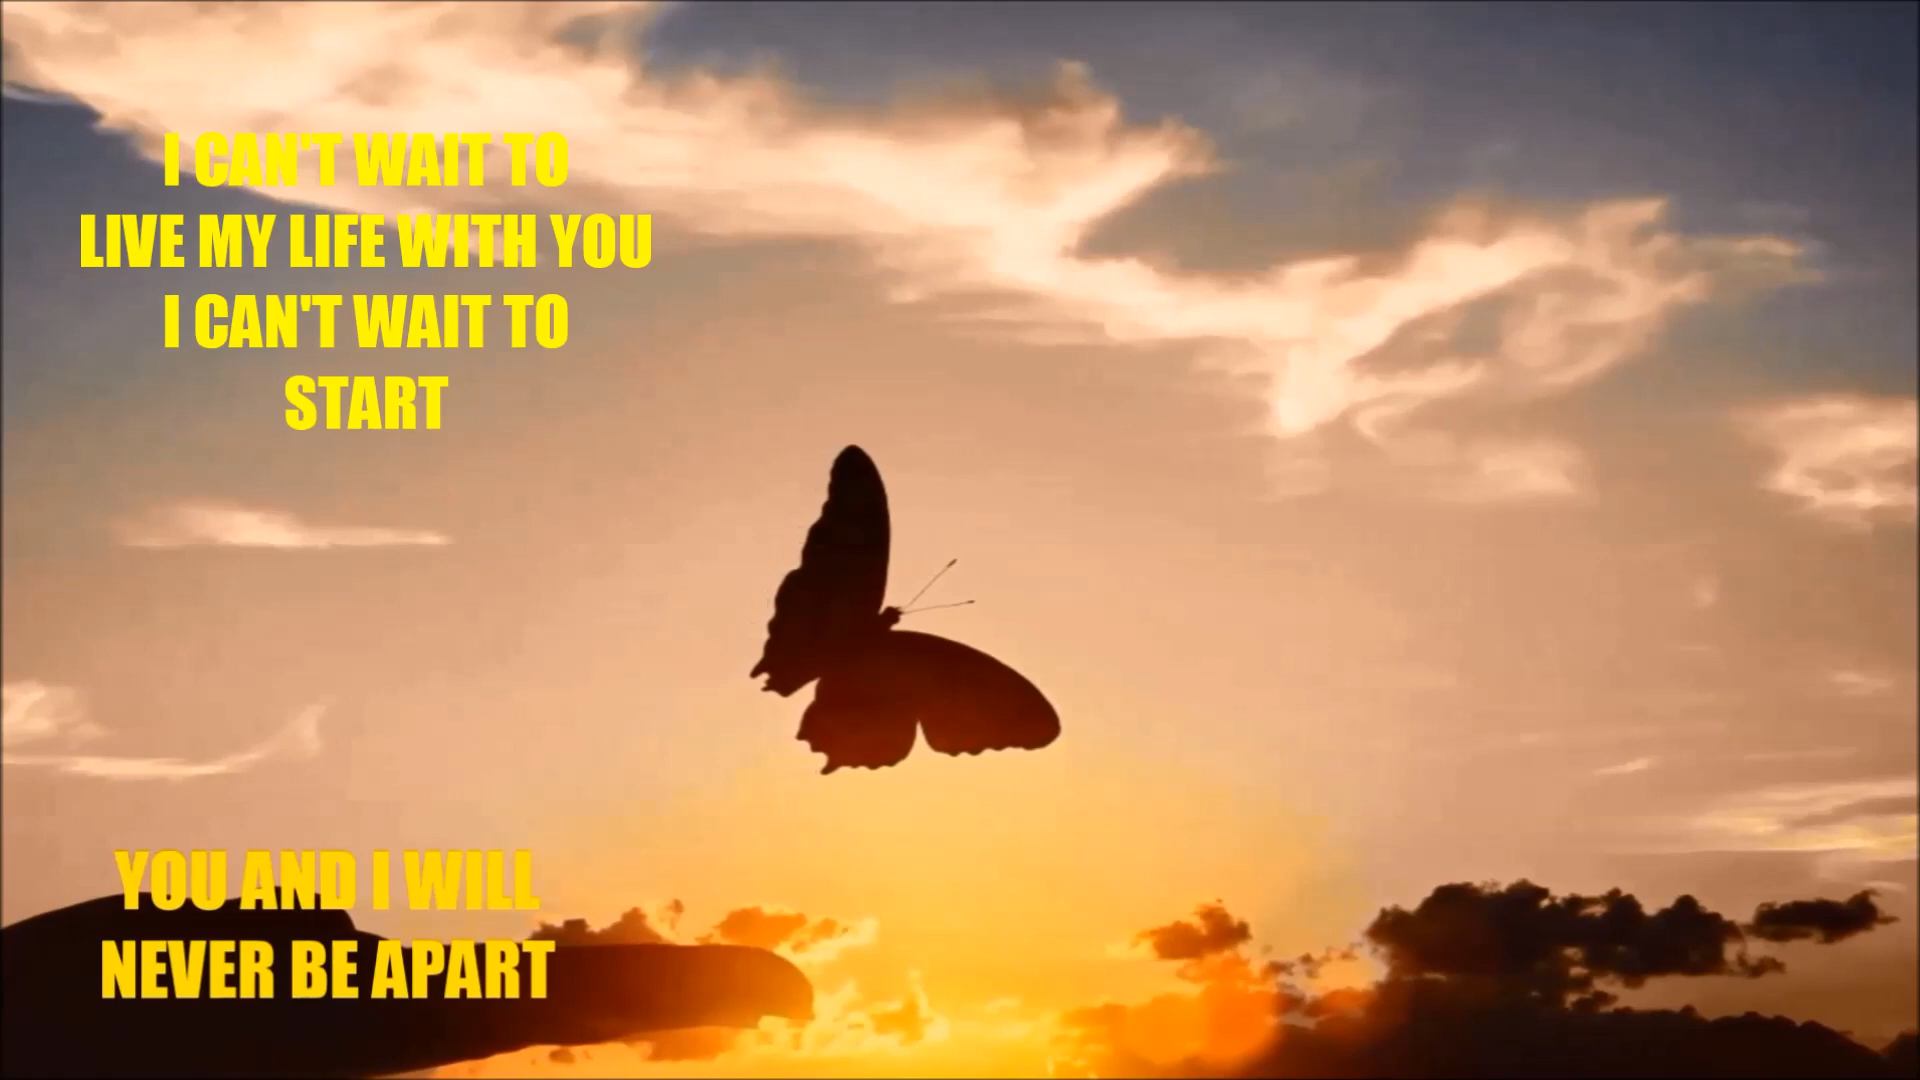 I CAN'T WAIT TO
LIVE MY LIFE WITH YOU
I CAN'T WAIT TO
START
YOU AND I WILL
NEVER BE APART